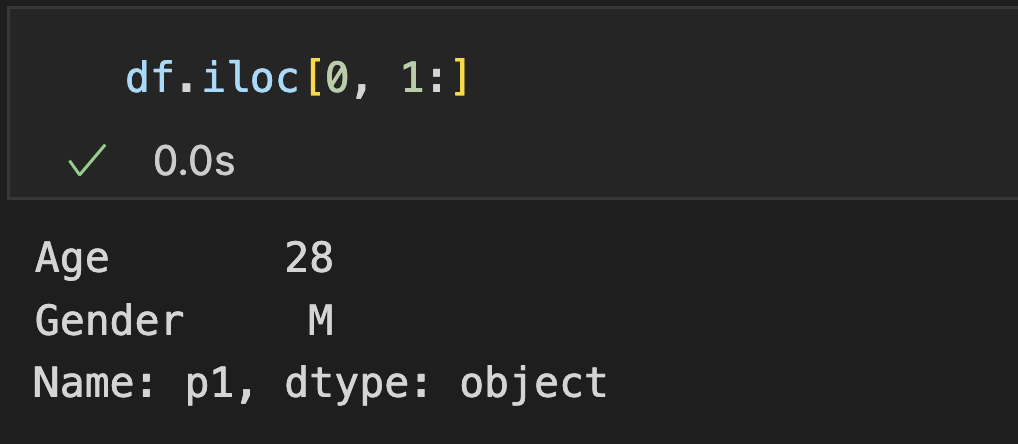 df.iloc[0, 1:]
✓ 0.0s
Age 28
Gender M
Name: p1, dtype: object